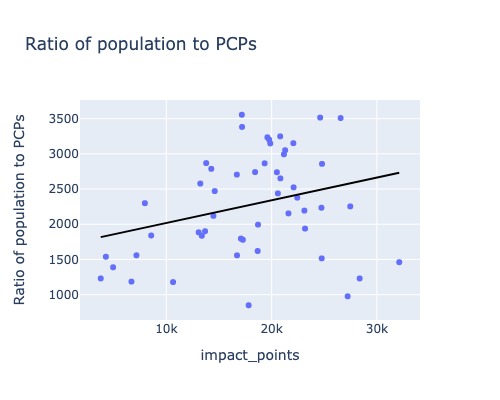 Ratio of population to PCPs
Ratio of population to PCPs
3500
3000
2500
2000
1500
1000
10k
20k
30k
impact_points